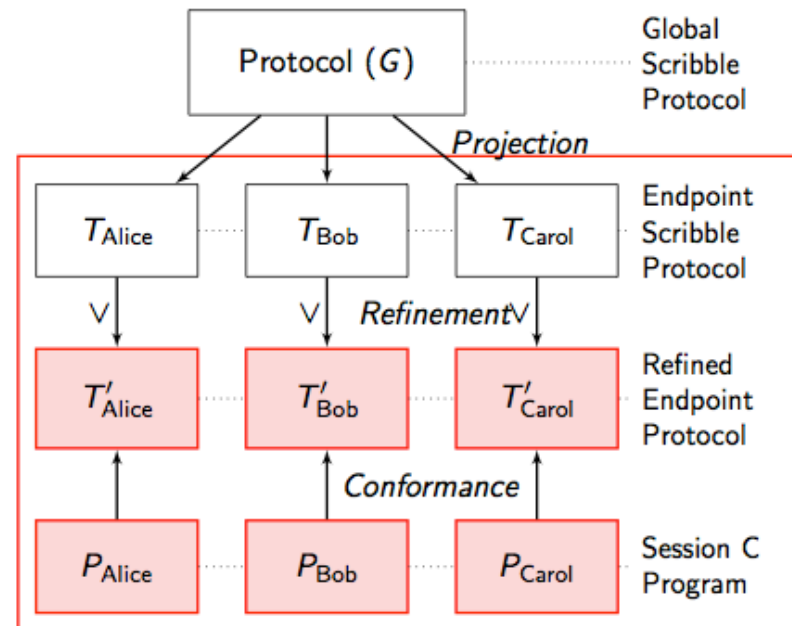 Protocol (G)
Global
Scribble
Protocol
Projection
T_Alice
T_Bob
T_Carol
Endpoint
Scribble
Protocol
∨
∨
Refinement
∨
T′_Alice
T′_Bob
T′_Carol
Refined
Endpoint
Protocol
Conformance
P_Alice
P_Bob
P_Carol
Session C
Program